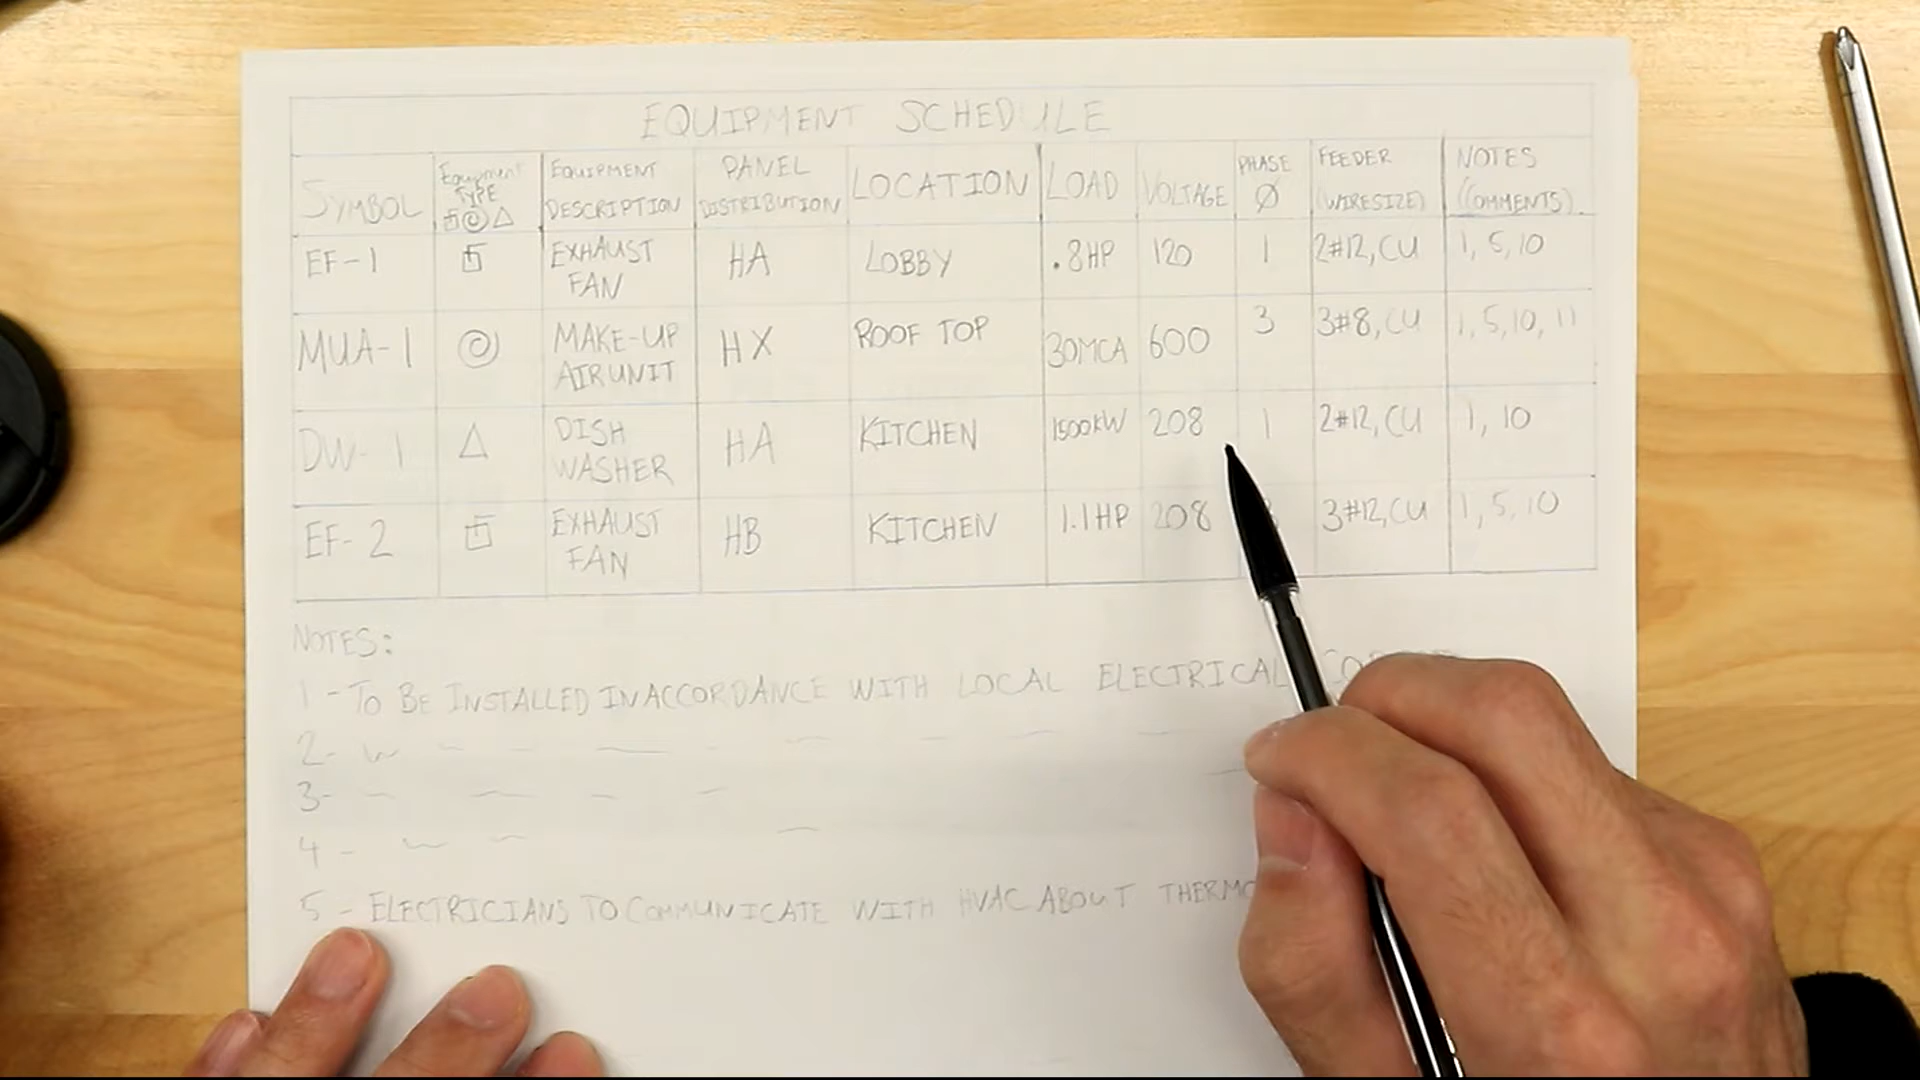 EQUIPMENT SCHEDULE
SYMBOL
Equipment TYPE
EQUIPMENT DESCRIPTION
PANEL DISTRIBUTION
LOCATION
LOAD
VOLTAGE
PHASE Ø
FEEDER (WIRESIZE)
NOTES (COMMENTS)
EF-1 EXHAUST FAN HA LOBBY .8HP 120 1 2#12, CU 1, 5, 10
MUA-1 MAKE-UP AIR UNIT HX ROOF TOP 30MCA 600 3 3#8, CU 1, 5, 10, 11
DW-1 DISH WASHER HA KITCHEN 1500KW 208 1 2#12, CU 1, 10
EF-2 EXHAUST FAN HB KITCHEN 1.1HP 208 3#12, CU 1, 5, 10
NOTES:
1 - TO BE INSTALLED IN ACCORDANCE WITH LOCAL ELECTRICAL
2-
3-
4-
5 - ELECTRICIANS TO COMMUNICATE WITH HVAC ABOUT THERMO